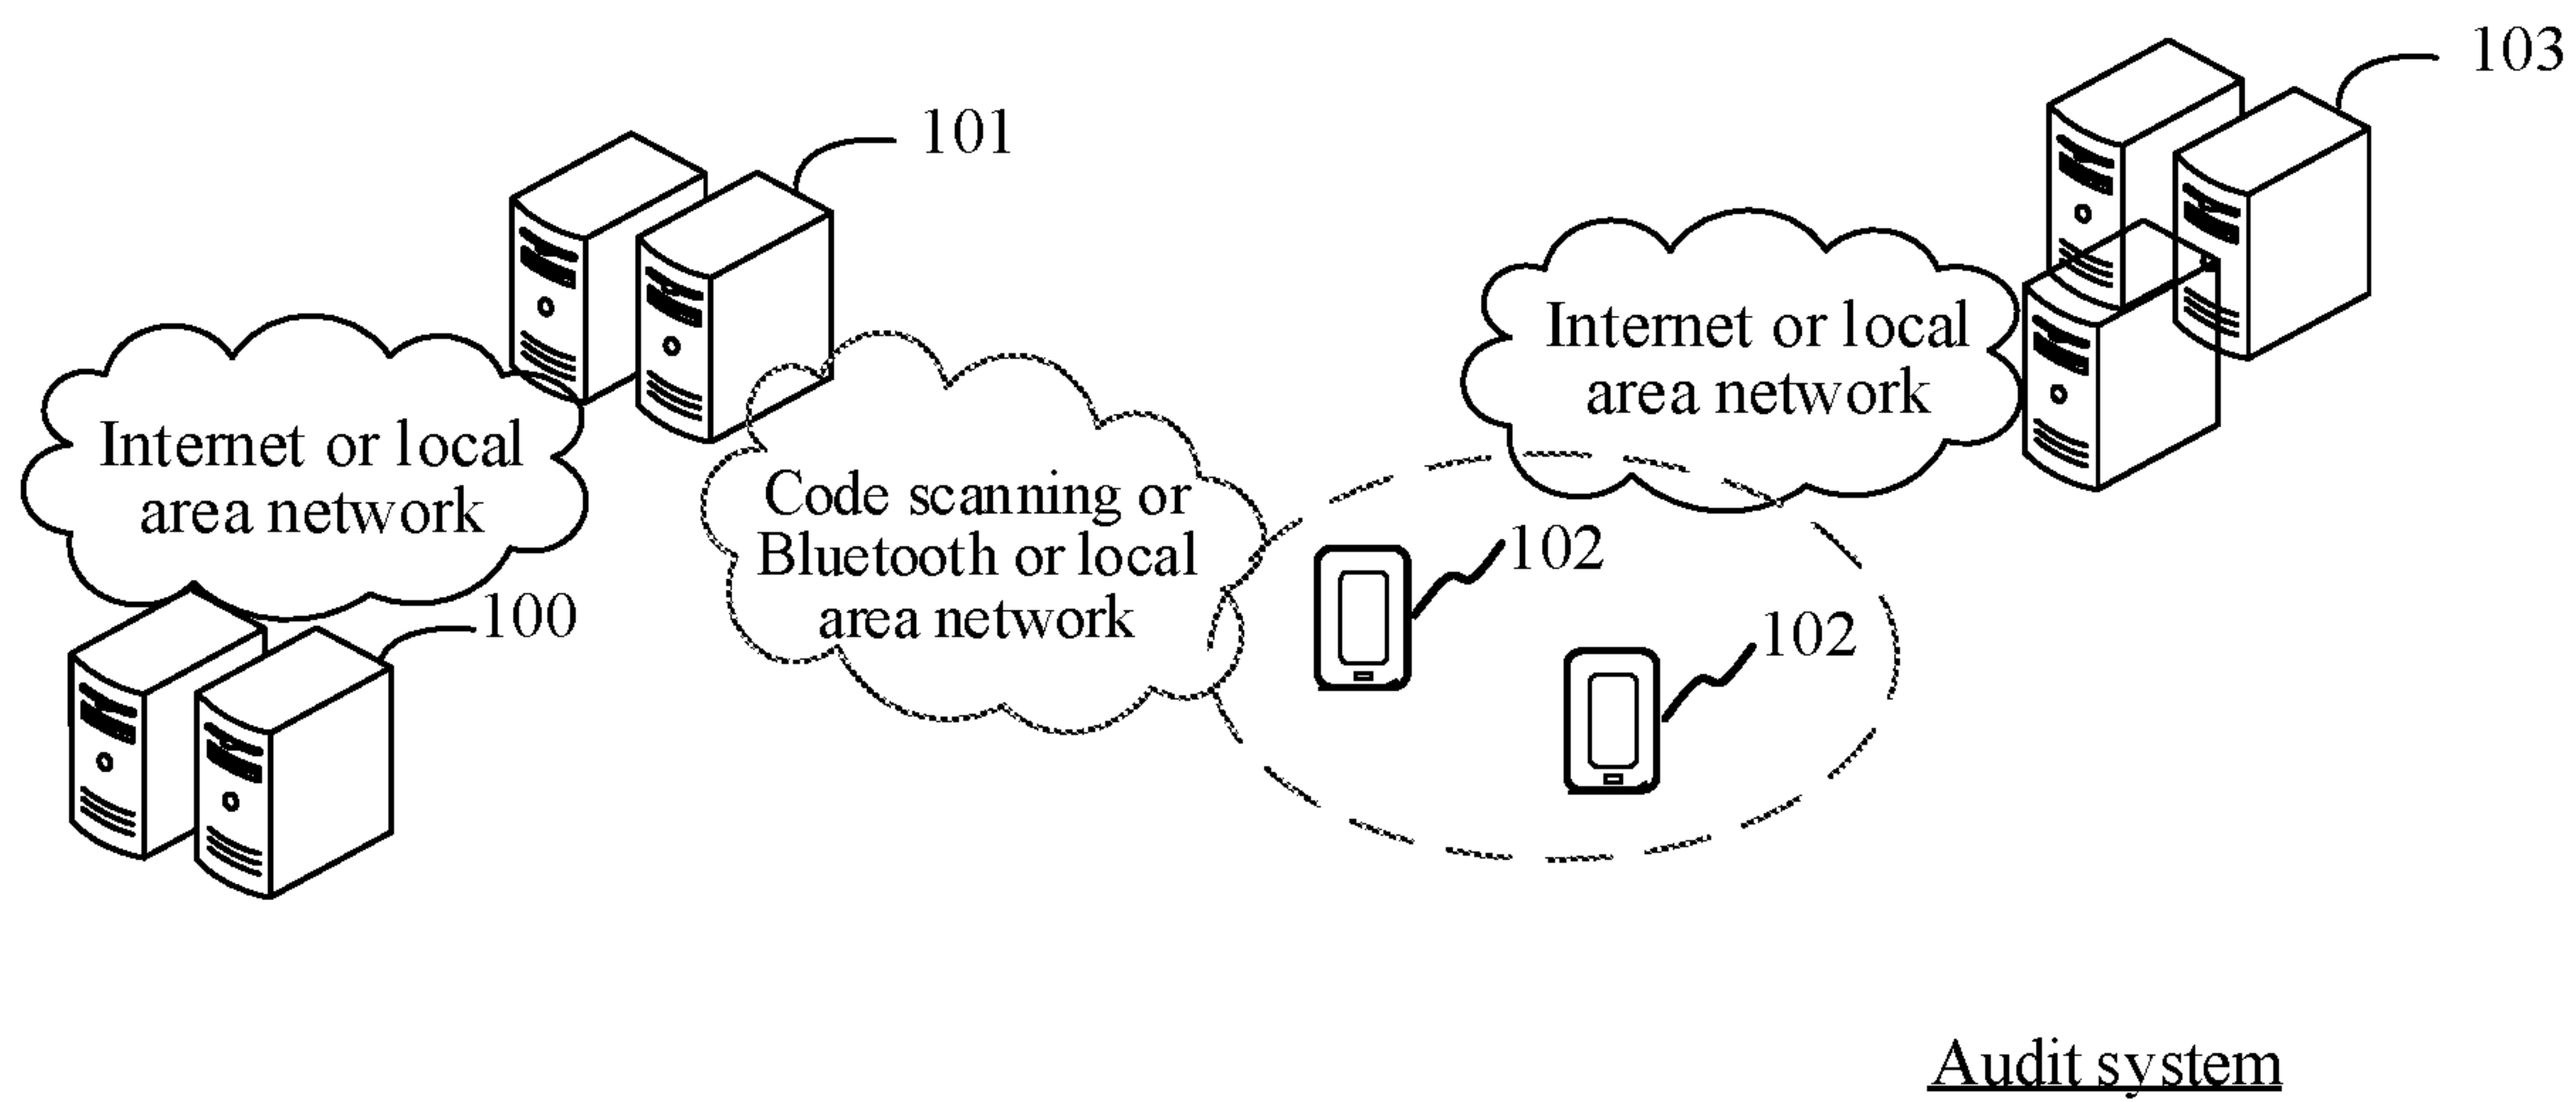 103
101
Internet or local
area network
Internet or local
area network
Code scanning or
Bluetooth or local
area network
102
100
102
Audit system